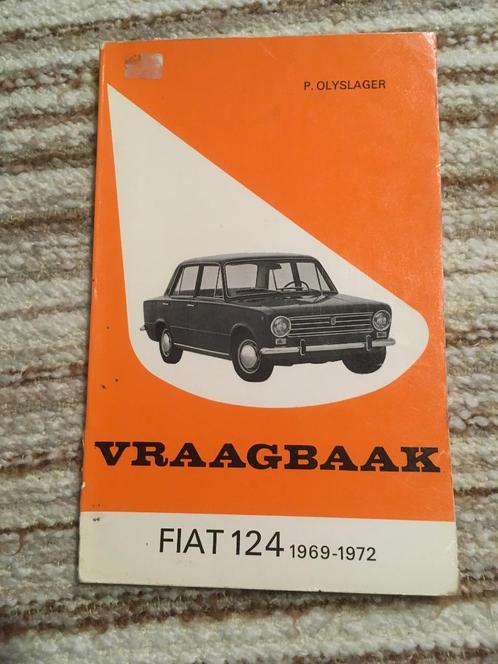 P. OLYSLAGER
VRAAGBAAK
FIAT 124 1969-1972